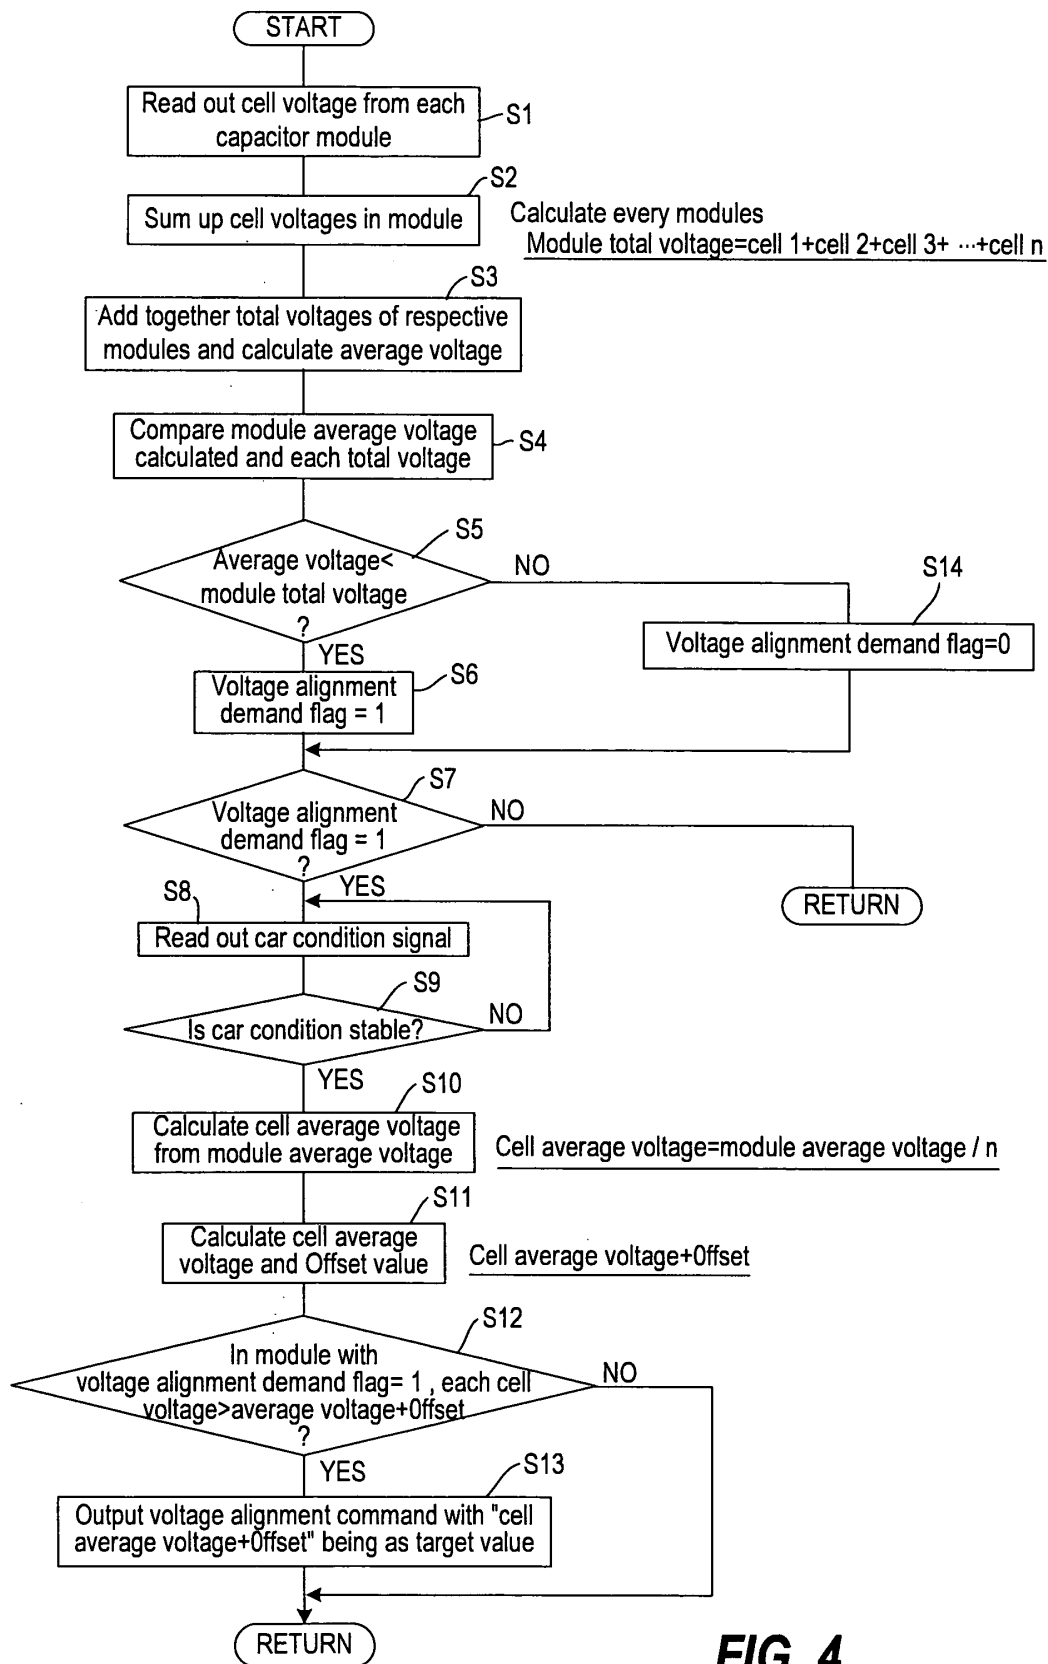 START
Read out cell voltage from each
capacitor module
S1
S2
Sum up cell voltages in module
Calculate every modules
Module total voltage=cell 1+cell 2+cell 3+ ···+cell n
S3
Add together total voltages of respective
modules and calculate average voltage
Compare module average voltage
calculated and each total voltage
S4
S5
Average voltage<
module total voltage
?
NO
YES
S14
Voltage alignment demand flag=0
S6
Voltage alignment
demand flag = 1
S7
Voltage alignment
demand flag = 1
?
NO
YES
RETURN
S8
Read out car condition signal
S9
Is car condition stable?
NO
YES
S10
Calculate cell average voltage
from module average voltage
Cell average voltage=module average voltage / n
S11
Calculate cell average
voltage and Offset value
Cell average voltage+0ffset
S12
In module with
voltage alignment demand flag= 1 , each cell
voltage>average voltage+0ffset
?
NO
YES
S13
Output voltage alignment command with "cell
average voltage+0ffset" being as target value
RETURN
FIG. 4